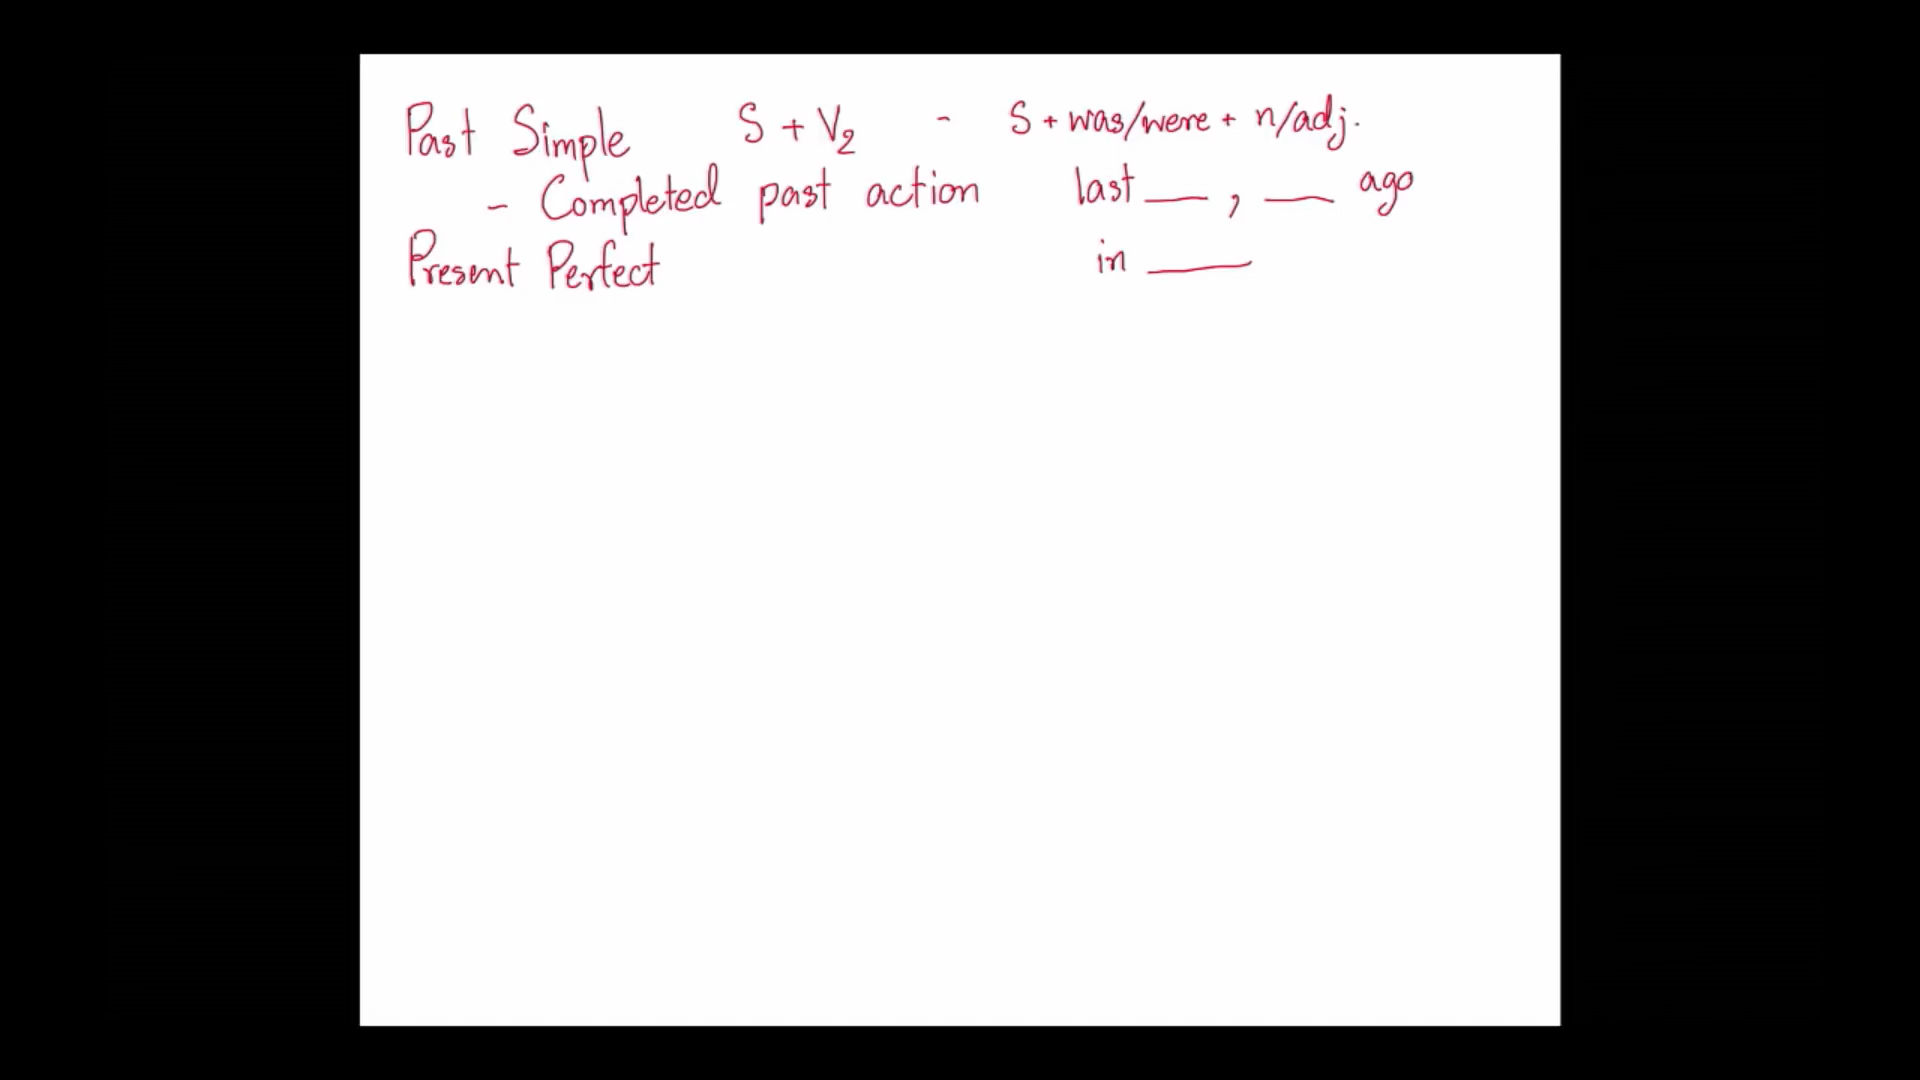 Past Simple S + V2 - S + was/were + n/adj.
- Completed past action last ___ , ___ ago
Present Perfect in ___